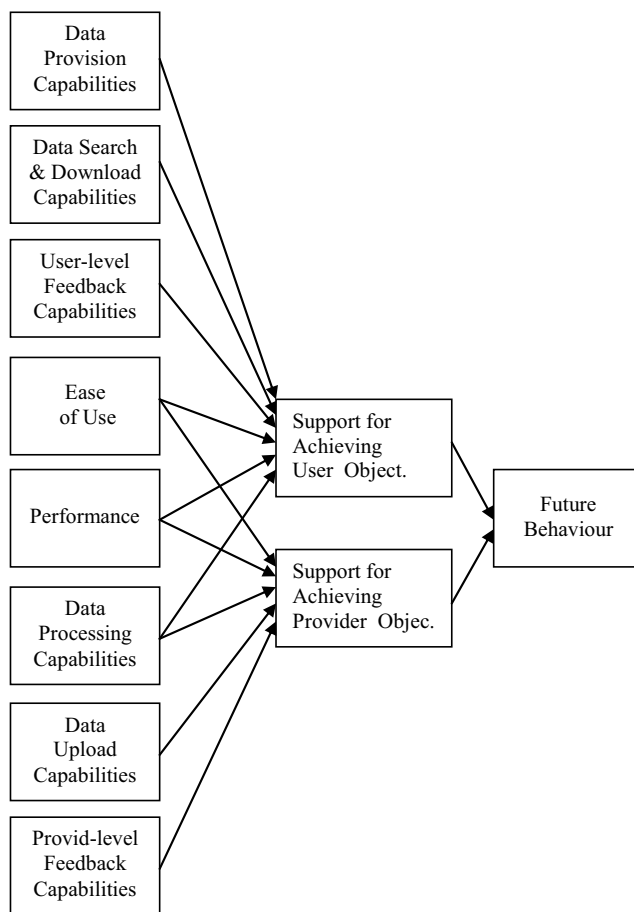 Data
Provision
Capabilities
Data Search
& Download
Capabilities
User-level
Feedback
Capabilities
Ease
of Use
Performance
Data
Processing
Capabilities
Data
Upload
Capabilities
Provid-level
Feedback
Capabilities
Support for
Achieving
User Object.
Support for
Achieving
Provider Objec.
Future
Behaviour